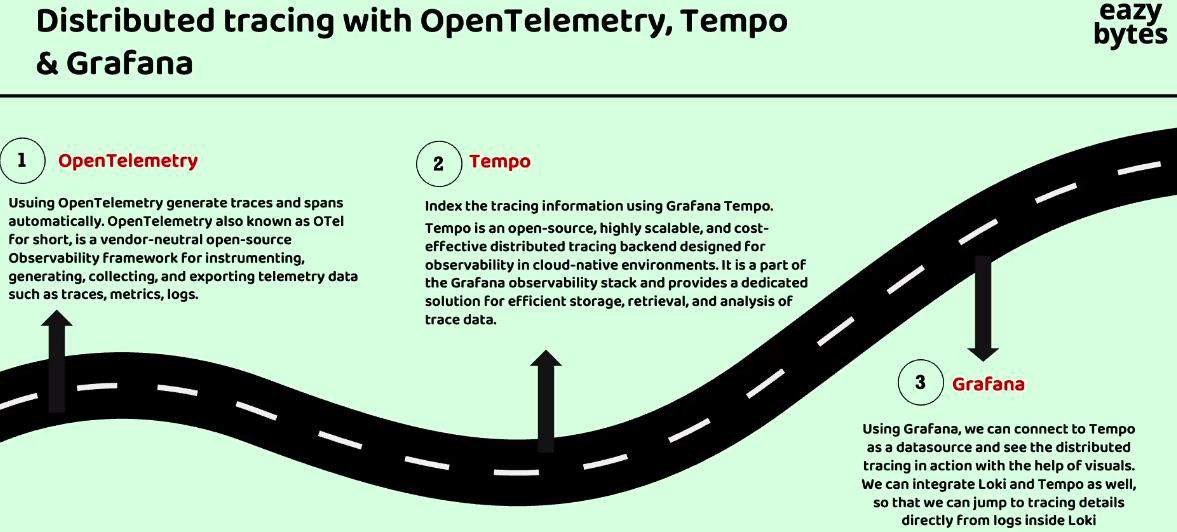 Distributed tracing with OpenTelemetry, Tempo
& Grafana
eazy
bytes
1
OpenTelemetry
Usuing OpenTelemetry generate traces and spans
automatically. OpenTelemetry also known as OTel
for short, is a vendor-neutral open-source
Observability framework for instrumenting,
generating, collecting, and exporting telemetry data
such as traces, metrics, logs.
2
Tempo
Index the tracing information using Grafana Tempo.
Tempo is an open-source, highly scalable, and cost-
effective distributed tracing backend designed for
observability in cloud-native environments. It is a part of
the Grafana observability stack and provides a dedicated
solution for efficient storage, retrieval, and analysis of
trace data.
3
Grafana
Using Grafana, we can connect to Tempo
as a datasource and see the distributed
tracing in action with the help of visuals.
We can integrate Loki and Tempo as well,
so that we can jump to tracing details
directly from logs inside Loki